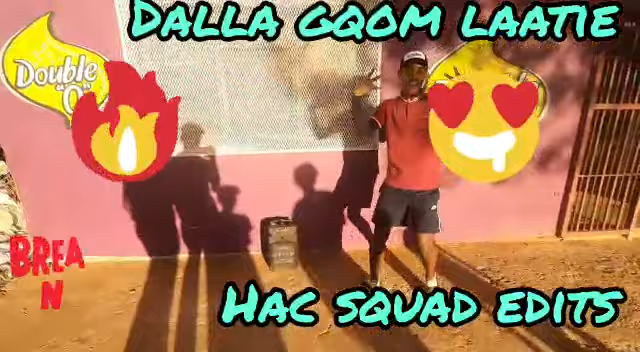 DALLA GQOM LAATIE
Double
"O"
BREA
N
HAC SQUAD EDITS